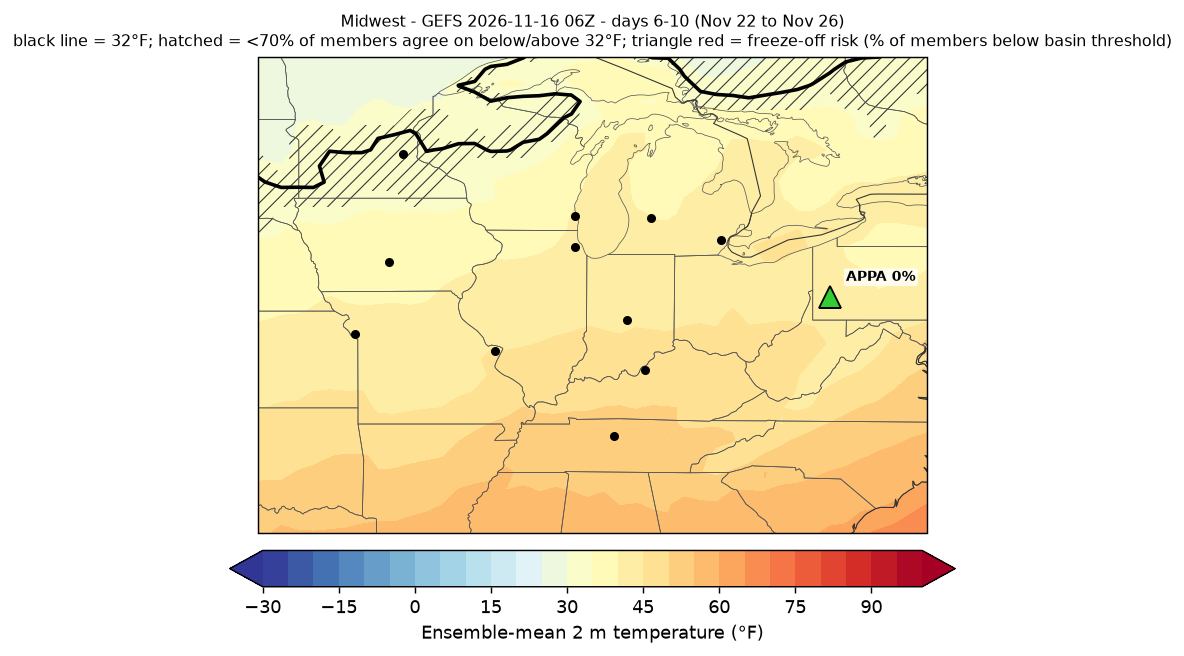 Midwest - GEFS 2026-11-16 06Z - days 6-10 (Nov 22 to Nov 26)
black line = 32°F; hatched = <70% of members agree on below/above 32°F; triangle red = freeze-off risk (% of members below basin threshold)
APPA 0%
−30 −15 0 15 30 45 60 75 90
Ensemble-mean 2 m temperature (°F)